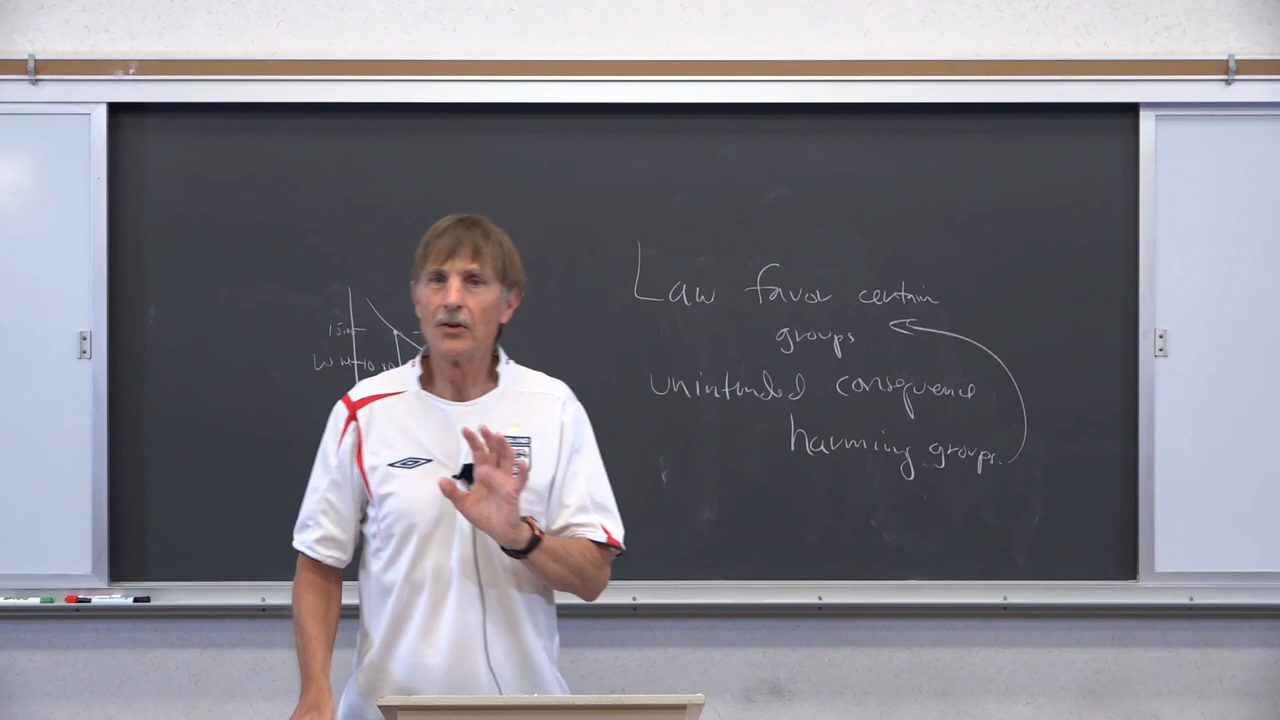 Law favor certain
groups
unintended consequence
harming groups.